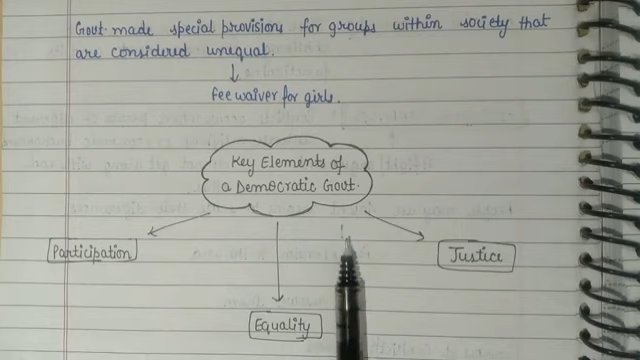 Govt. made special provisions for groups within society that
are considered unequal.
Fee waiver for girls.
Key Elements of
a Democratic Govt.
Participation
Justice
Equality